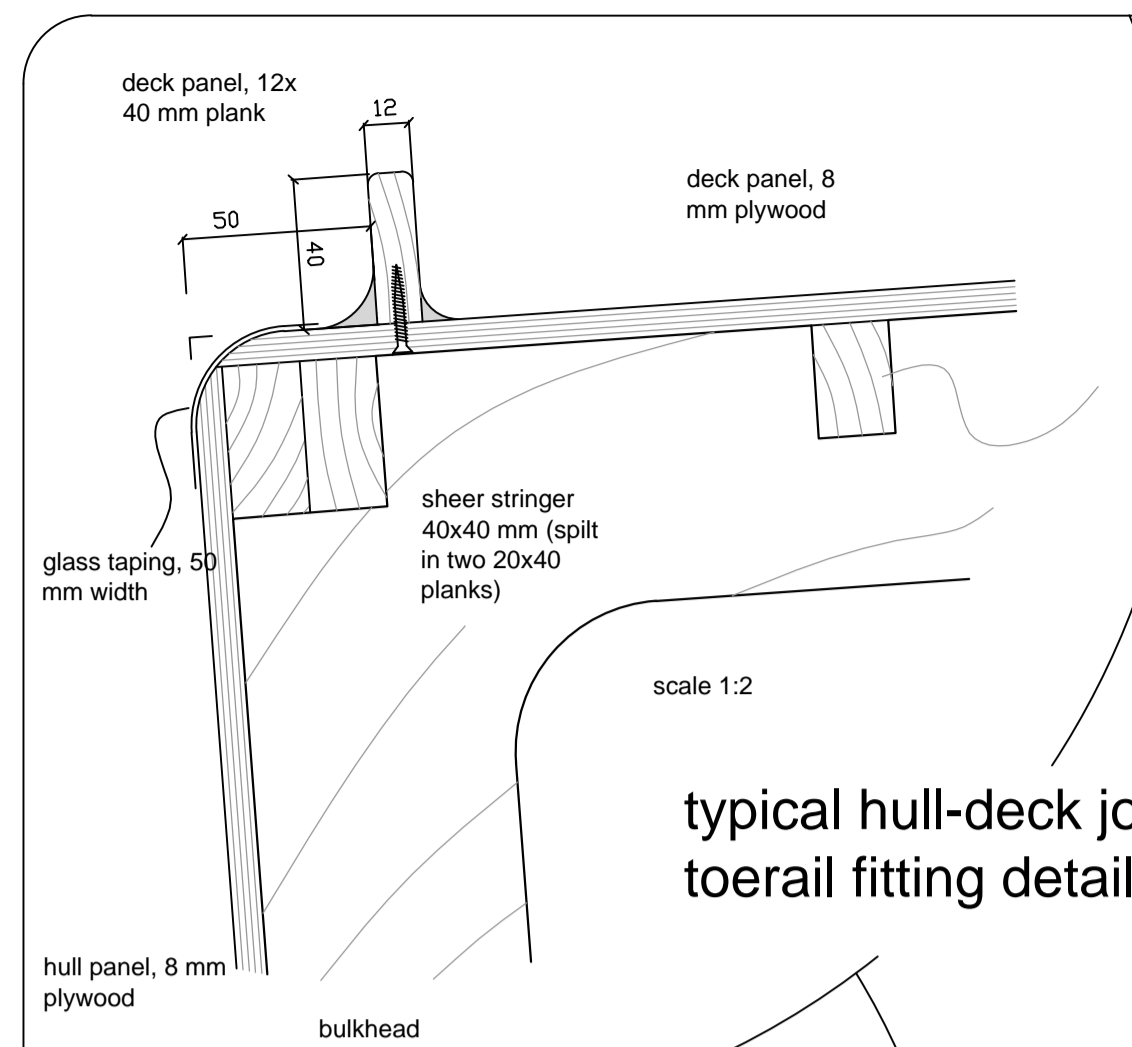 deck panel, 12x
40 mm plank
12
50
40
deck panel, 8
mm plywood
sheer stringer
40x40 mm (spilt
in two 20x40
planks)
glass taping, 50
mm width
scale 1:2
typical hull-deck
toerail fitting detail
hull panel, 8 mm
plywood
bulkhead